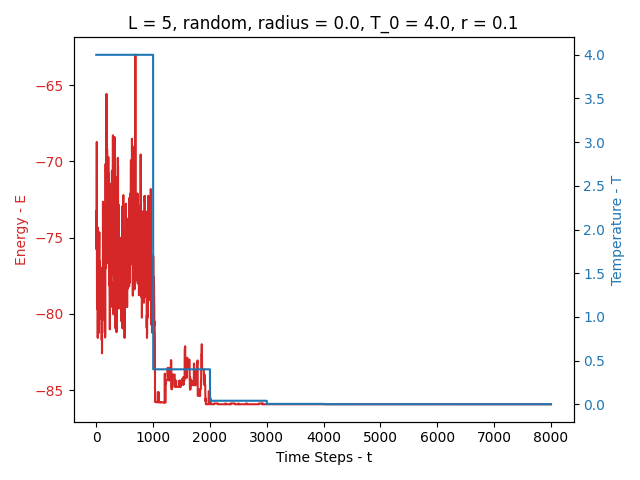 L = 5, random, radius = 0.0, T_0 = 4.0, r = 0.1
Energy - E
−65
−70
−75
−80
−85
4.0
3.5
3.0
2.5
2.0
1.5
1.0
0.5
0.0
Temperature - T
0 1000 2000 3000 4000 5000 6000 7000 8000
Time Steps - t